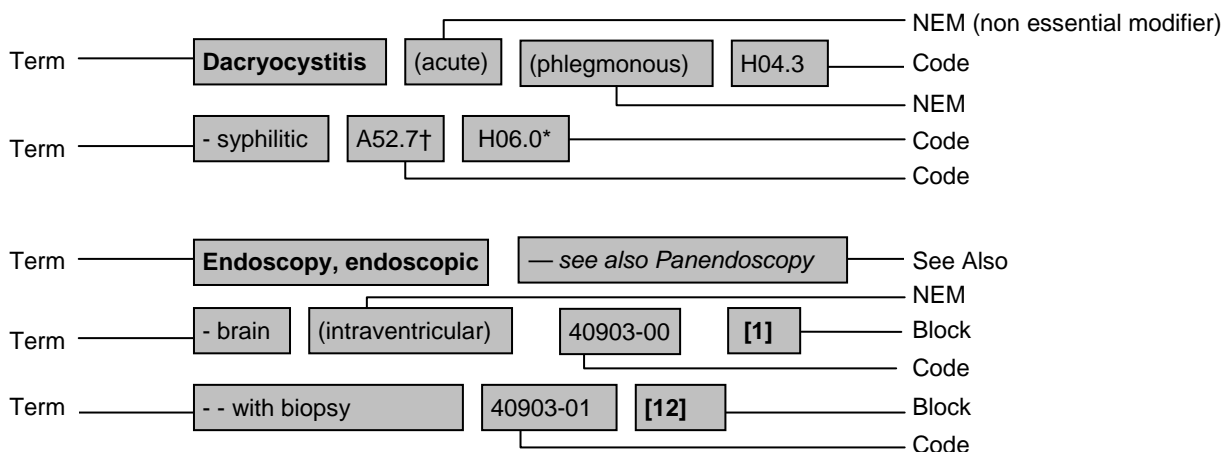 NEM (non essential modifier)
Term Dacryocystitis (acute) (phlegmonous) H04.3 Code
NEM
Term - syphilitic A52.7† H06.0* Code
Code
Term Endoscopy, endoscopic — see also Panendoscopy See Also
NEM
Term - brain (intraventricular) 40903-00 [1] Block
Code
Term - - with biopsy 40903-01 [12] Block
Code